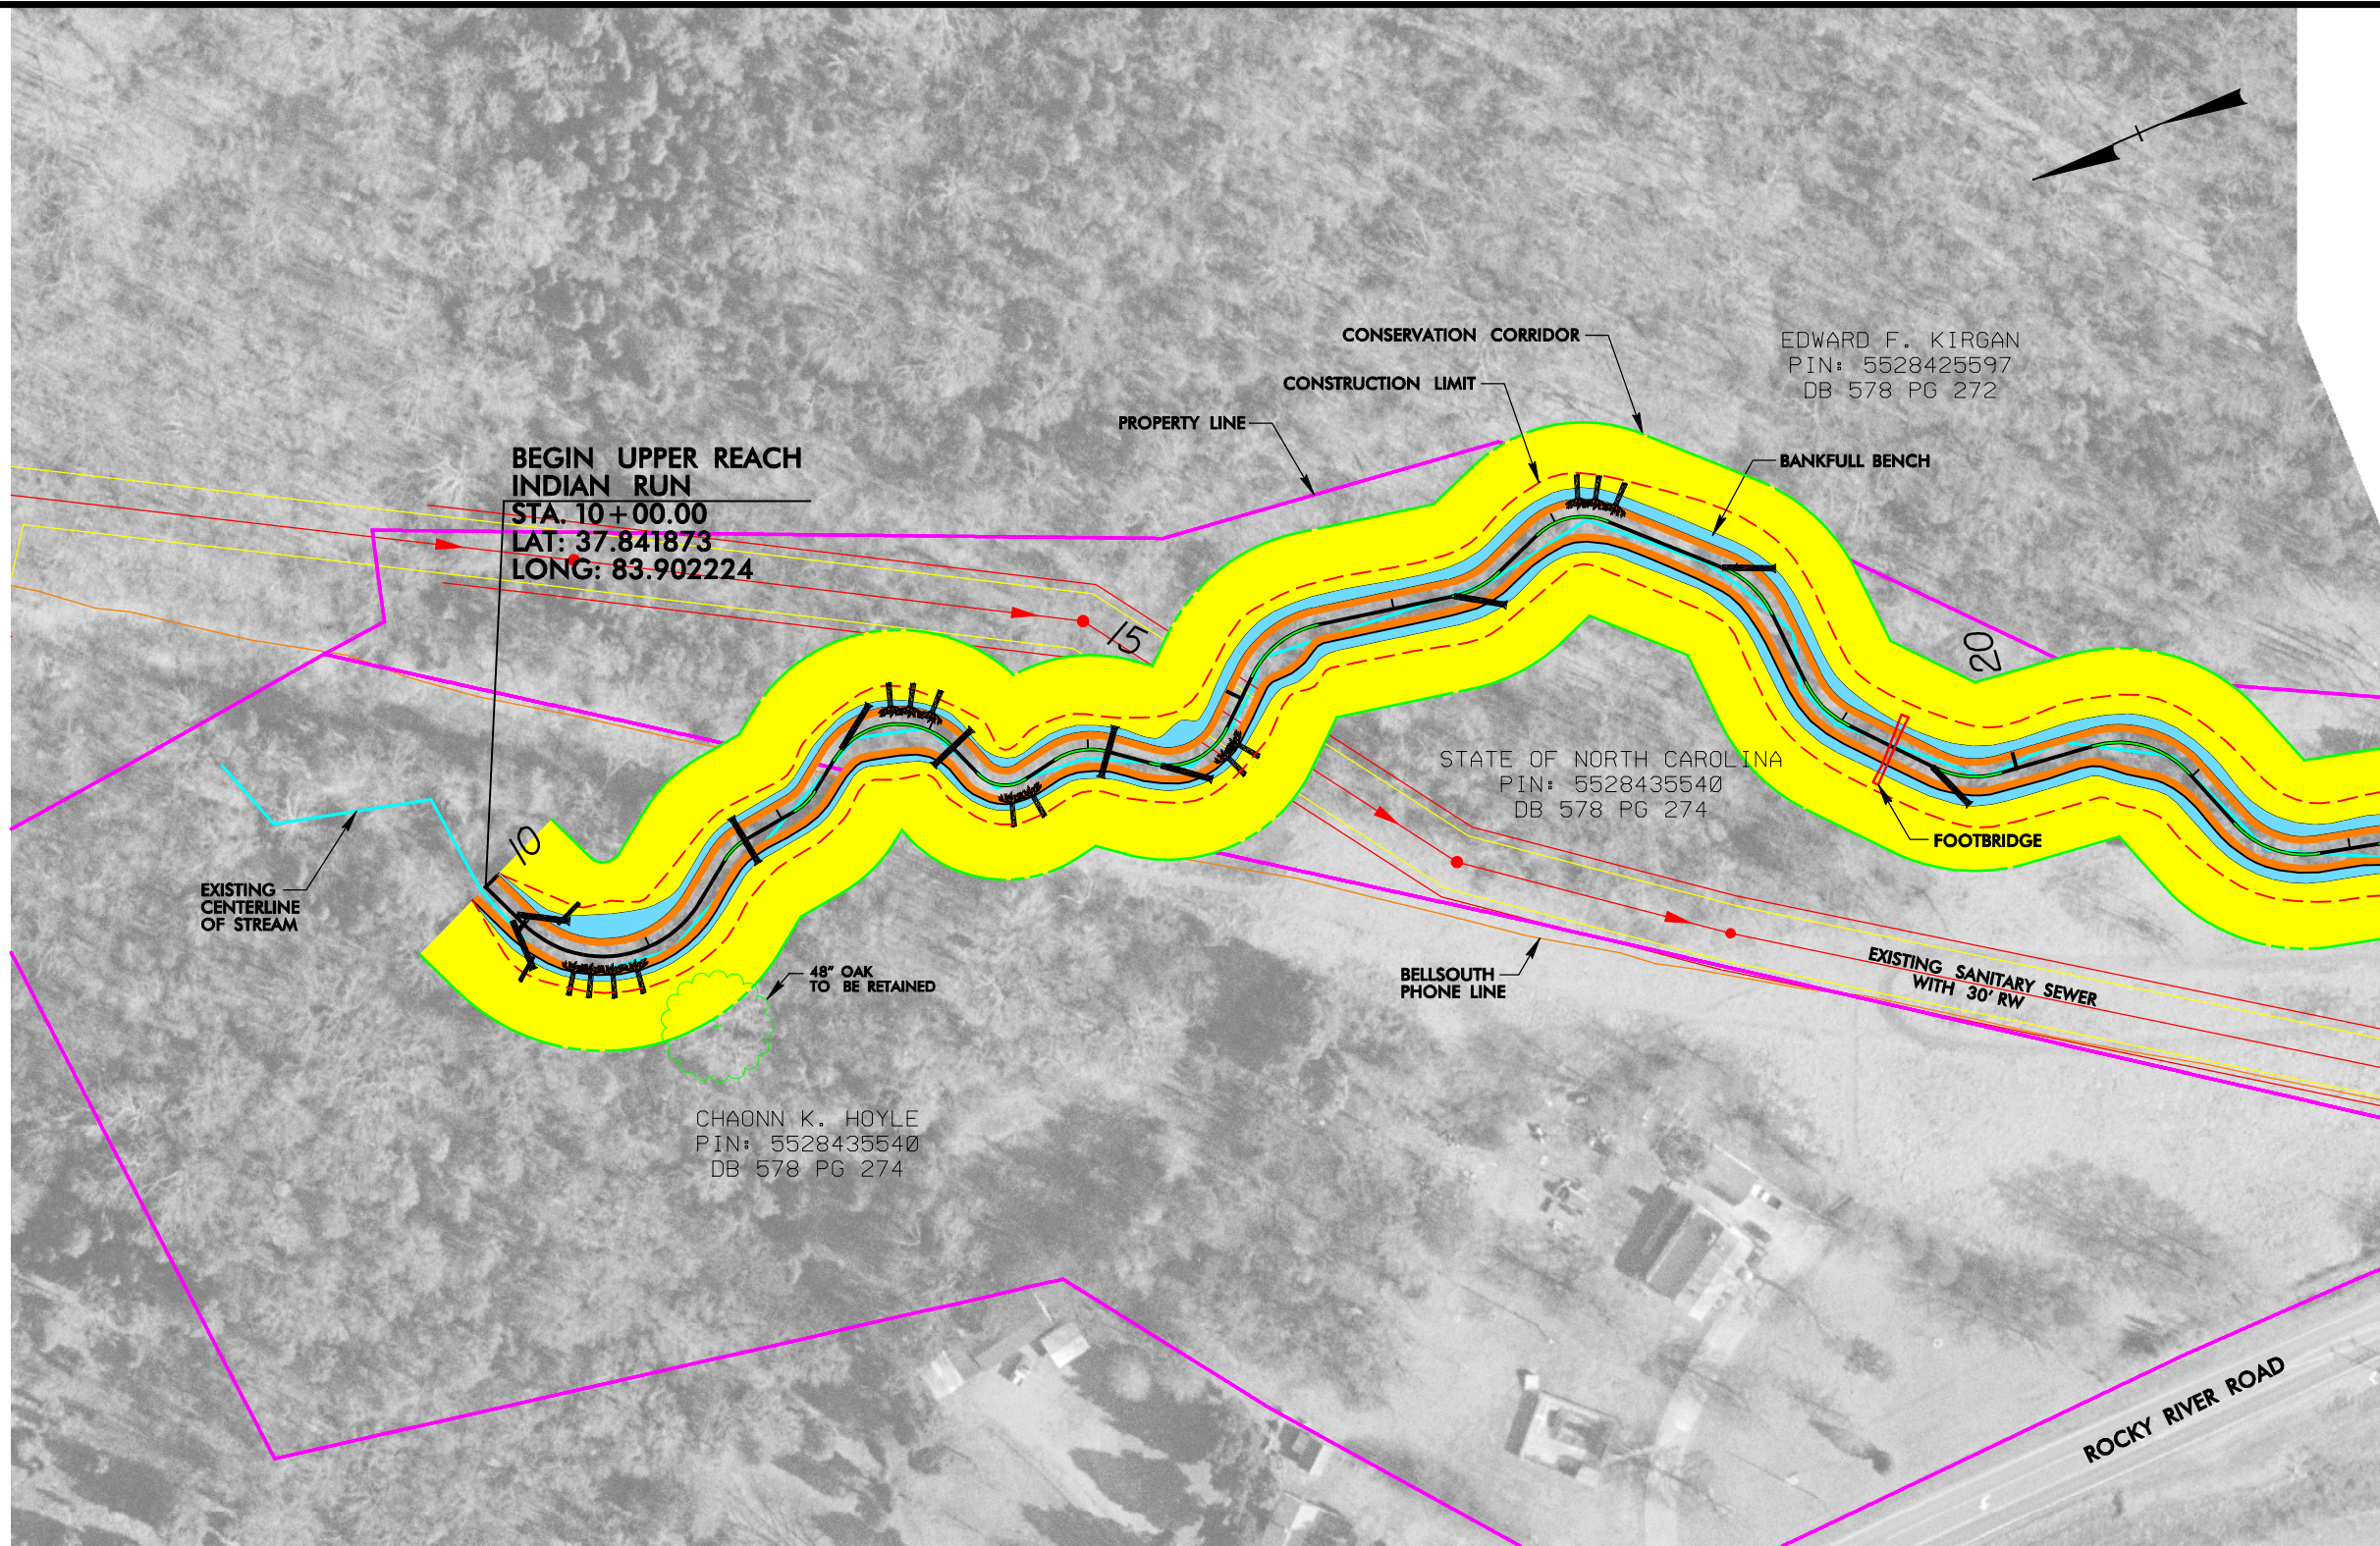 CONSERVATION CORRIDOR
CONSTRUCTION LIMIT
PROPERTY LINE
EDWARD F. KIRGAN
PIN: 5528425597
DB 578 PG 272
BANKFULL BENCH
BEGIN UPPER REACH
INDIAN RUN
STA. 10+00.00
LAT: 37.841873
LONG: 83.902224
15
20
STATE OF NORTH CAROLINA
PIN: 5528435540
DB 578 PG 274
FOOTBRIDGE
10
EXISTING
CENTERLINE
OF STREAM
48" OAK
TO BE RETAINED
BELLSOUTH
PHONE LINE
EXISTING SANITARY SEWER
WITH 30' RW
CHAONN K. HOYLE
PIN: 5528435540
DB 578 PG 274
ROCKY RIVER ROAD